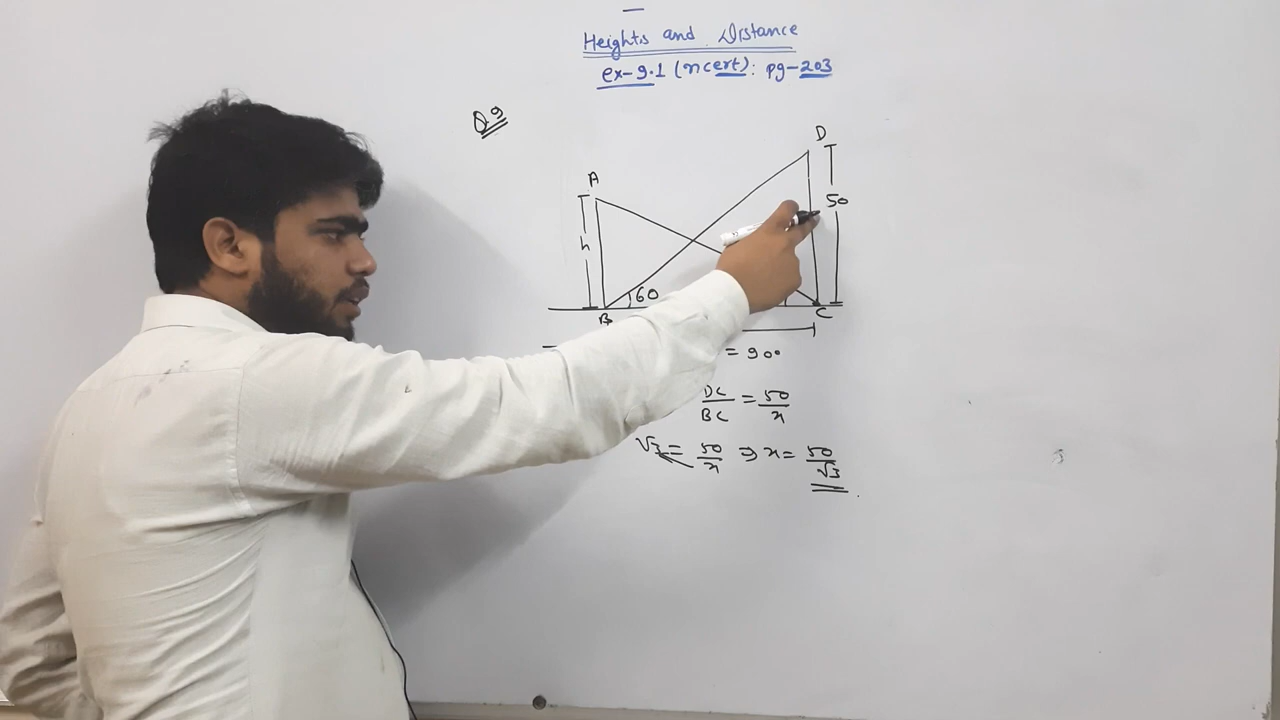 Heights and Distance
ex-9.1 (ncert): pg-203
Q9
D
A
50
h
60
B
C
= 90°
DC/BC = 50/x
√3 = 50/x ⇒ x = 50/√3